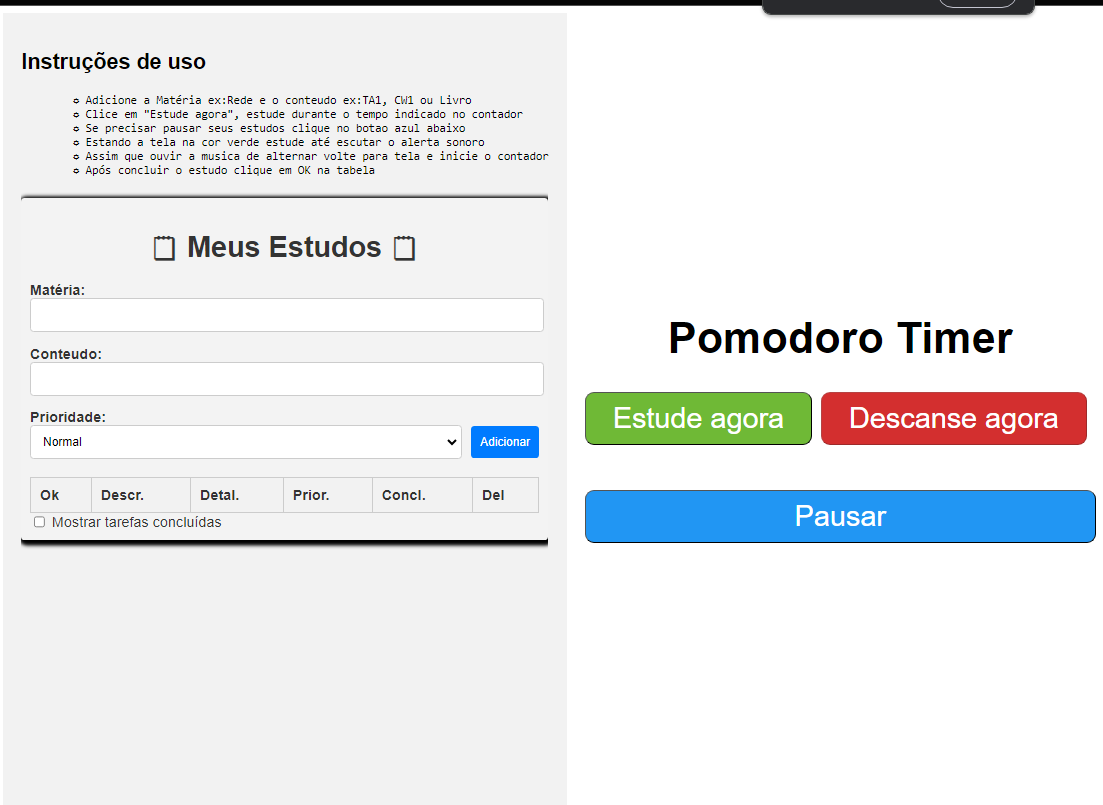 Instruções de uso
Adicione a Matéria ex:Rede e o conteudo ex:TA1, CW1 ou Livro
Clice em "Estude agora", estude durante o tempo indicado no contador
Se precisar pausar seus estudos clique no botao azul abaixo
Estando a tela na cor verde estude até escutar o alerta sonoro
Assim que ouvir a musica de alternar volte para tela e inicie o contador
Após concluir o estudo clique em OK na tabela
Meus Estudos
Matéria:
Conteudo:
Prioridade:
Normal
Adicionar
Ok Descr. Detal. Prior. Concl. Del
Mostrar tarefas concluídas
Pomodoro Timer
Estude agora Descanse agora
Pausar